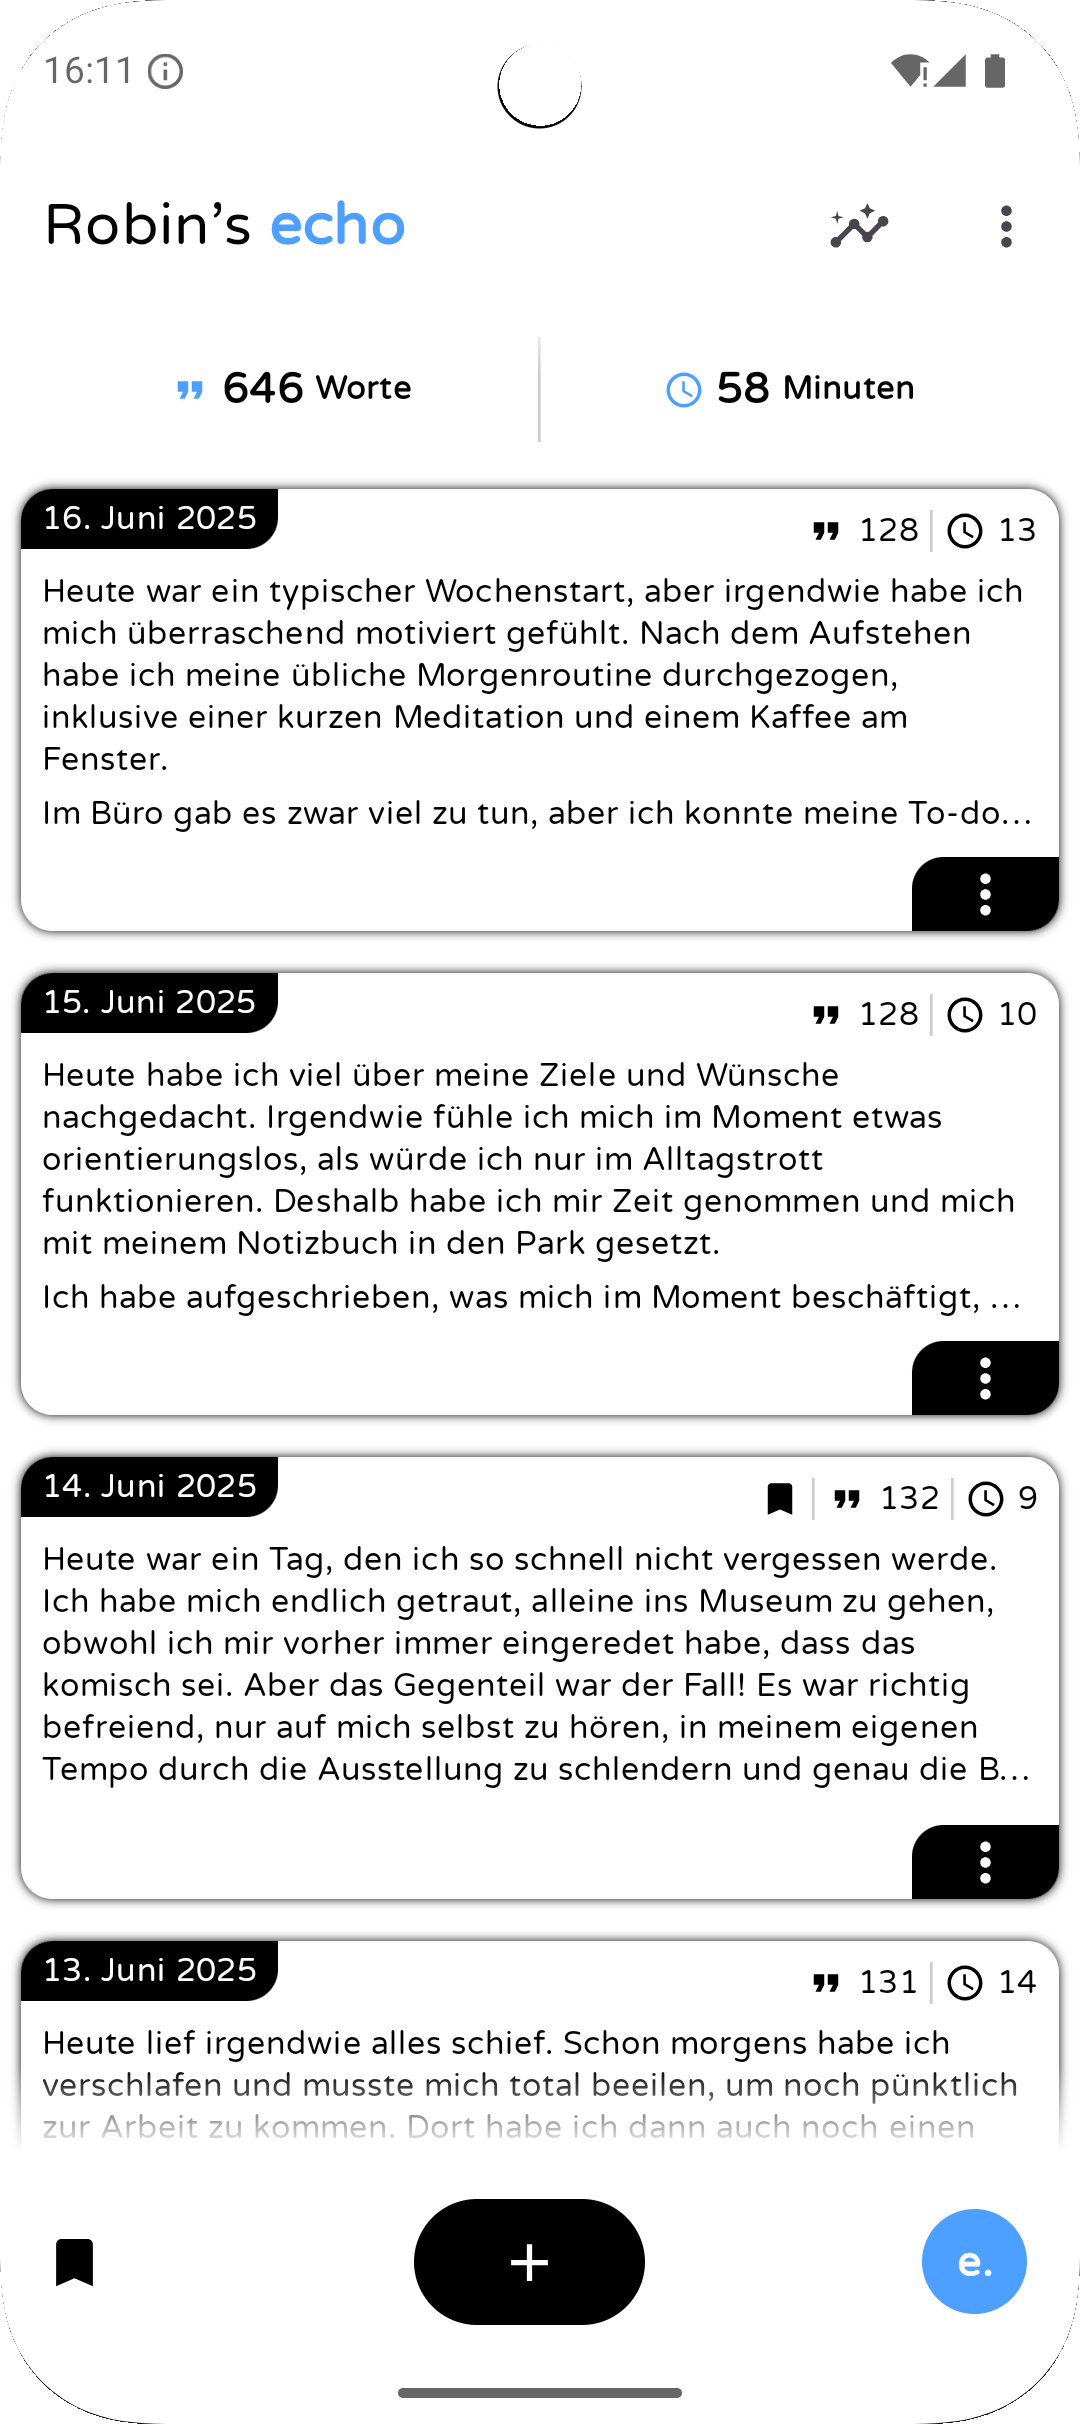 16:11
Robin’s echo
646 Worte
58 Minuten
16. Juni 2025
128 13
Heute war ein typischer Wochenstart, aber irgendwie habe ich
mich überraschend motiviert gefühlt. Nach dem Aufstehen
habe ich meine übliche Morgenroutine durchgezogen,
inklusive einer kurzen Meditation und einem Kaffee am
Fenster.
Im Büro gab es zwar viel zu tun, aber ich konnte meine To-do…
15. Juni 2025
128 10
Heute habe ich viel über meine Ziele und Wünsche
nachgedacht. Irgendwie fühle ich mich im Moment etwas
orientierungslos, als würde ich nur im Alltagstrott
funktionieren. Deshalb habe ich mir Zeit genommen und mich
mit meinem Notizbuch in den Park gesetzt.
Ich habe aufgeschrieben, was mich im Moment beschäftigt, …
14. Juni 2025
132 9
Heute war ein Tag, den ich so schnell nicht vergessen werde.
Ich habe mich endlich getraut, alleine ins Museum zu gehen,
obwohl ich mir vorher immer eingeredet habe, dass das
komisch sei. Aber das Gegenteil war der Fall! Es war richtig
befreiend, nur auf mich selbst zu hören, in meinem eigenen
Tempo durch die Ausstellung zu schlendern und genau die B…
13. Juni 2025
131 14
Heute lief irgendwie alles schief. Schon morgens habe ich
verschlafen und musste mich total beeilen, um noch pünktlich
zur Arbeit zu kommen. Dort habe ich dann auch noch einen
e.